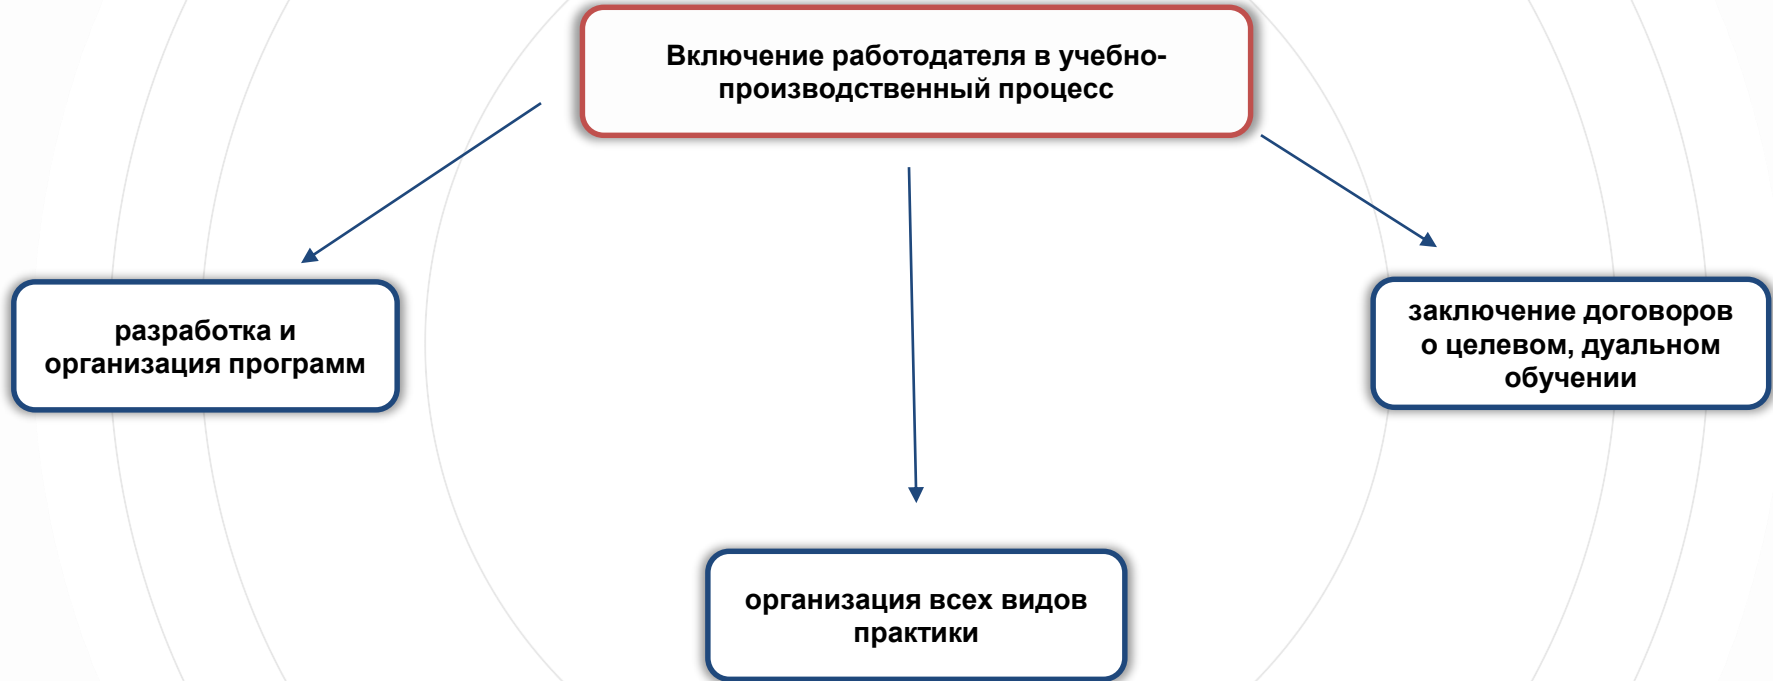 Включение работодателя в учебно-
производственный процесс
разработка и
организация программ
заключение договоров
о целевом, дуальном
обучении
организация всех видов
практики